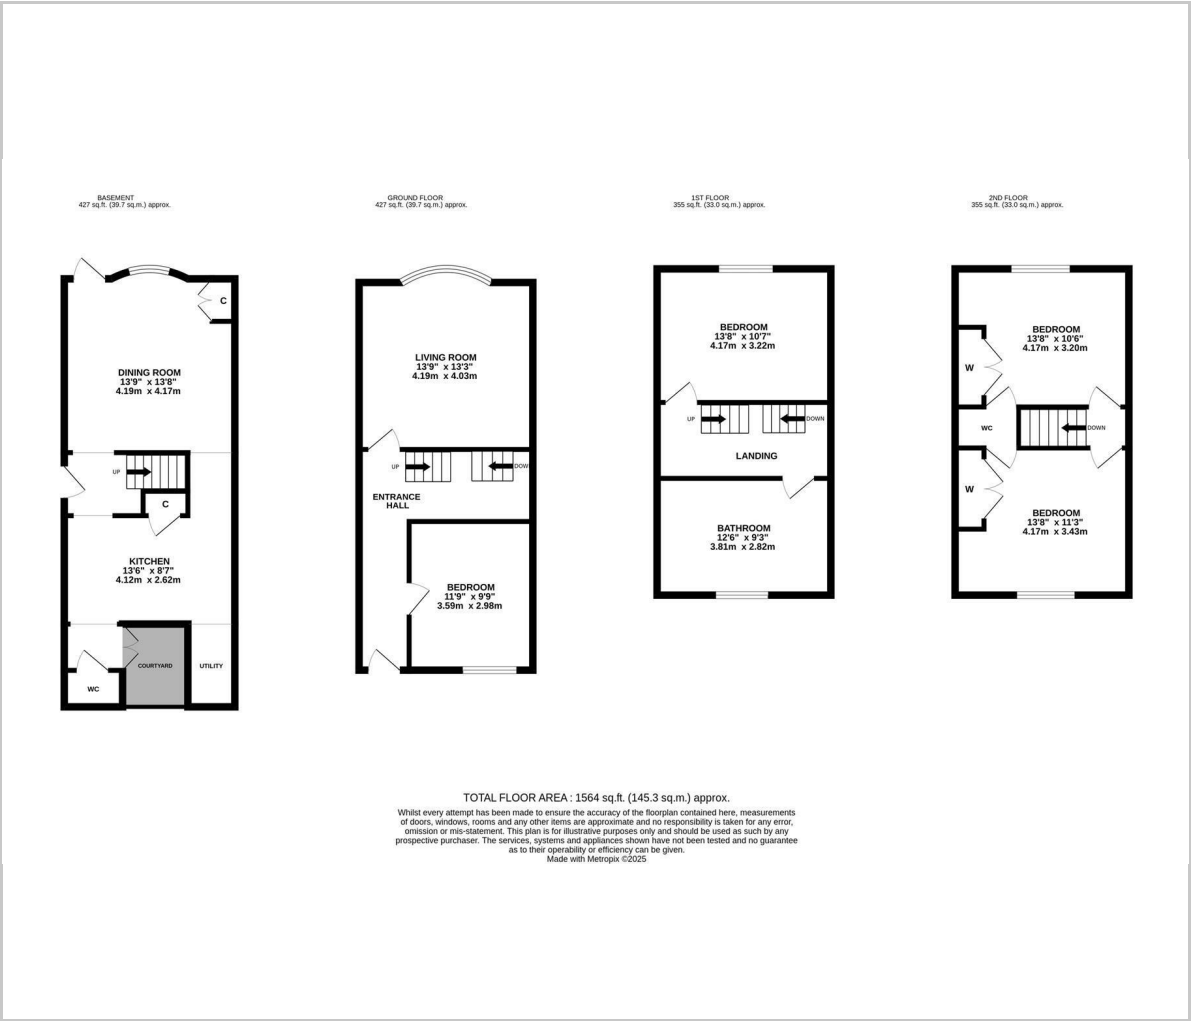 BASEMENT
427 sq.ft. (39.7 sq.m.) approx.
C
DINING ROOM
13'9" x 13'8"
4.19m x 4.17m
UP
C
KITCHEN
13'6" x 8'7"
4.12m x 2.62m
COURTYARD
UTILITY
WC
GROUND FLOOR
427 sq.ft. (39.7 sq.m.) approx.
LIVING ROOM
13'9" x 13'3"
4.19m x 4.03m
UP
DOW
ENTRANCE
HALL
BEDROOM
11'9" x 9'9"
3.59m x 2.98m
1ST FLOOR
355 sq.ft. (33.0 sq.m.) approx.
BEDROOM
13'8" x 10'7"
4.17m x 3.22m
UP
DOWN
LANDING
BATHROOM
12'6" x 9'3"
3.81m x 2.82m
2ND FLOOR
355 sq.ft. (33.0 sq.m.) approx.
BEDROOM
13'8" x 10'6"
4.17m x 3.20m
W
WC
DOWN
W
BEDROOM
13'8" x 11'3"
4.17m x 3.43m
TOTAL FLOOR AREA : 1564 sq.ft. (145.3 sq.m.) approx.
Whilst every attempt has been made to ensure the accuracy of the floorplan contained here, measurements
of doors, windows, rooms and any other items are approximate and no responsibility is taken for any error,
omission or mis-statement. This plan is for illustrative purposes only and should be used as such by any
prospective purchaser. The services, systems and appliances shown have not been tested and no guarantee
as to their operability or efficiency can be given.
Made with Metropix ©2025